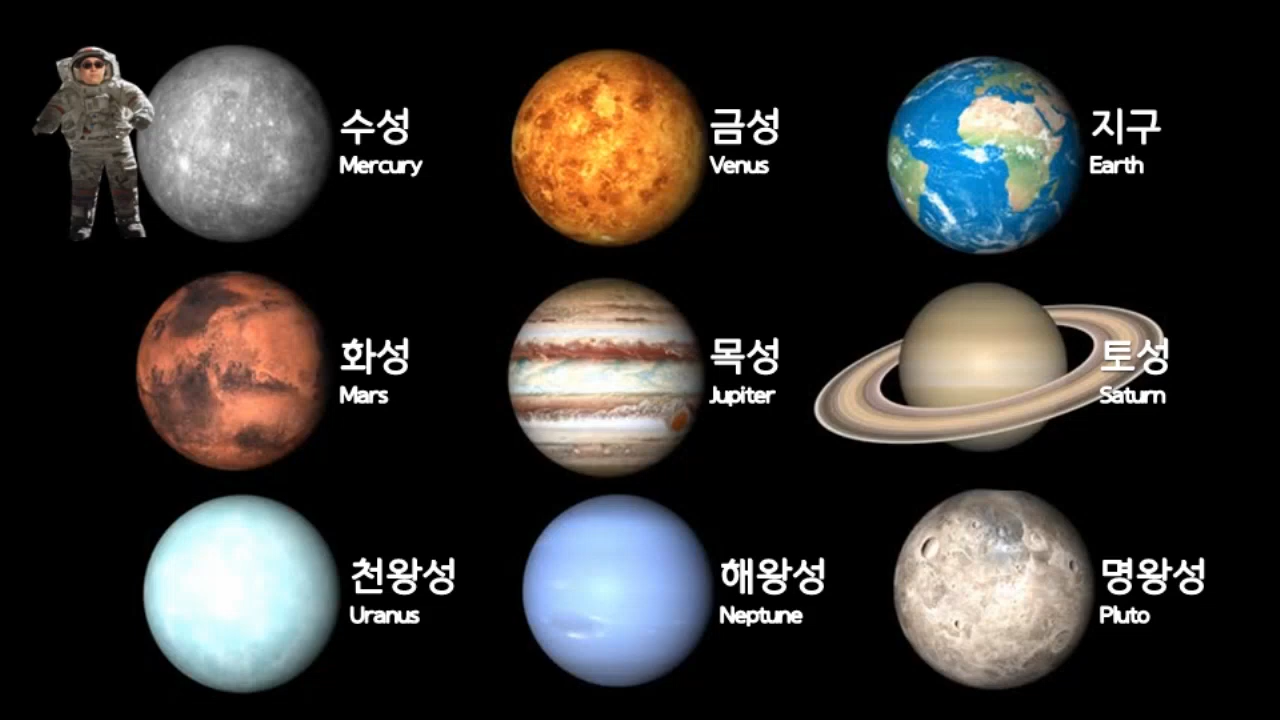 수성
Mercury
금성
Venus
지구
Earth
화성
Mars
목성
Jupiter
토성
Saturn
천왕성
Uranus
해왕성
Neptune
명왕성
Pluto